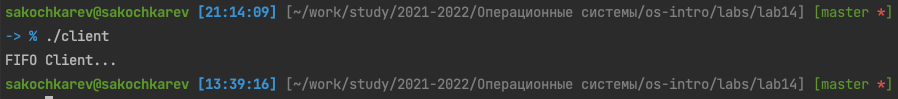 sakochkarev@sakochkarev [21:14:09] [~/work/study/2021-2022/Операционные системы/os-intro/labs/lab14] [master *]
-> % ./client
FIFO Client...
sakochkarev@sakochkarev [13:39:16] [~/work/study/2021-2022/Операционные системы/os-intro/labs/lab14] [master *]